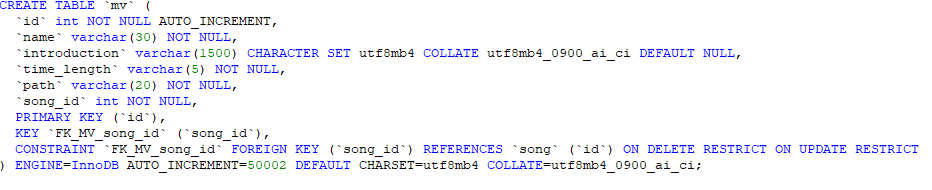 CREATE TABLE `mv` (
  `id` int NOT NULL AUTO_INCREMENT,
  `name` varchar(30) NOT NULL,
  `introduction` varchar(1500) CHARACTER SET utf8mb4 COLLATE utf8mb4_0900_ai_ci DEFAULT NULL,
  `time_length` varchar(5) NOT NULL,
  `path` varchar(20) NOT NULL,
  `song_id` int NOT NULL,
  PRIMARY KEY (`id`),
  KEY `FK_MV_song_id` (`song_id`),
  CONSTRAINT `FK_MV_song_id` FOREIGN KEY (`song_id`) REFERENCES `song` (`id`) ON DELETE RESTRICT ON UPDATE RESTRICT
) ENGINE=InnoDB AUTO_INCREMENT=50002 DEFAULT CHARSET=utf8mb4 COLLATE=utf8mb4_0900_ai_ci;